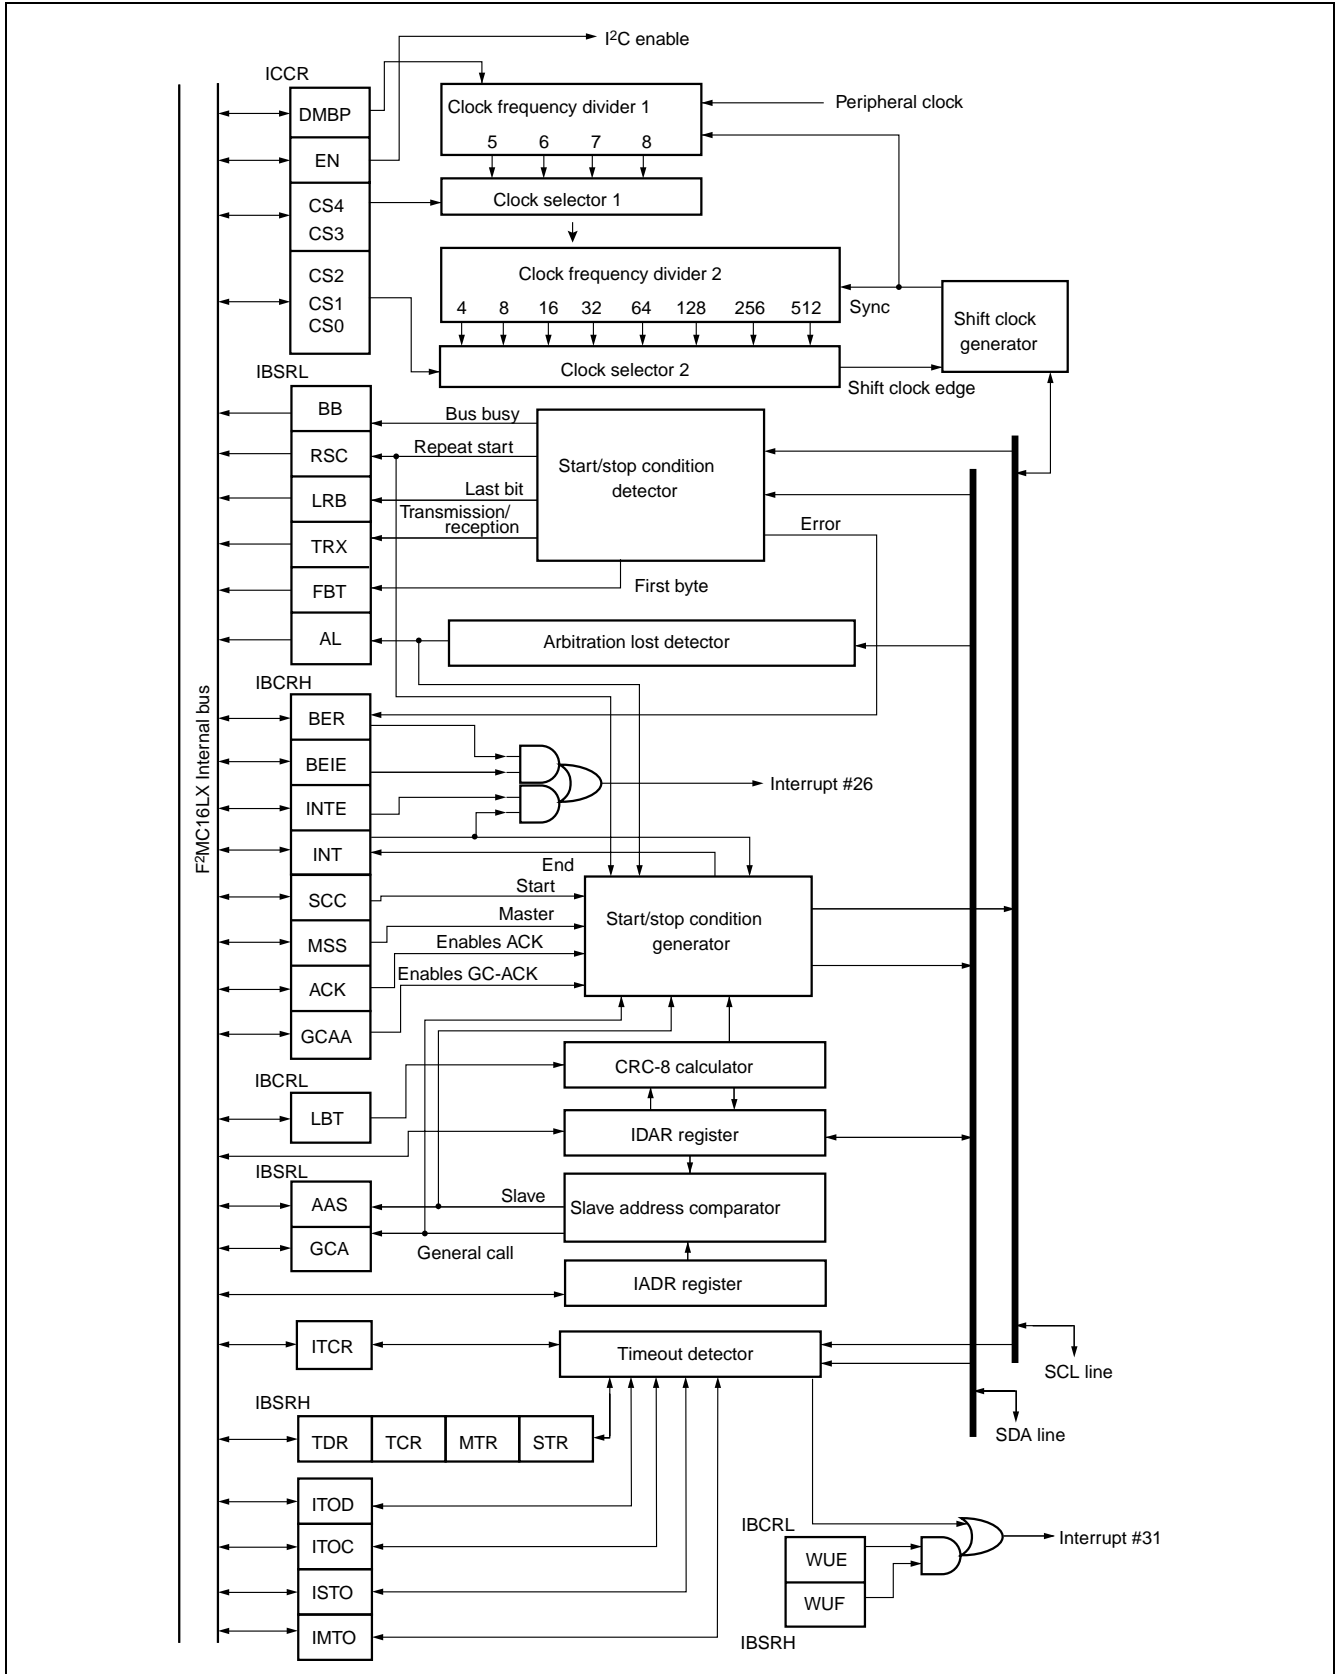 I²C enable
ICCR
DMBP
Clock frequency divider 1
Peripheral clock
5 6 7 8
EN
CS4
CS3
Clock selector 1
CS2
CS1
CS0
Clock frequency divider 2
4 8 16 32 64 128 256 512
Sync
Shift clock
generator
Clock selector 2
Shift clock edge
IBSRL
BB
Bus busy
RSC
Repeat start
Start/stop condition
detector
LRB
Last bit
Transmission/
reception
Error
TRX
FBT
First byte
AL
Arbitration lost detector
F²MC16LX Internal bus
IBCRH
BER
BEIE
Interrupt #26
INTE
INT
End
SCC
Start
Start/stop condition
generator
MSS
Master
Enables ACK
ACK
Enables GC-ACK
GCAA
CRC-8 calculator
IBCRL
LBT
IDAR register
IBSRL
AAS
Slave
Slave address comparator
GCA
General call
IADR register
ITCR
Timeout detector
SCL line
IBSRH
TDR TCR MTR STR
SDA line
ITOD
ITOC
ISTO
IMTO
IBCRL
WUE
Interrupt #31
WUF
IBSRH